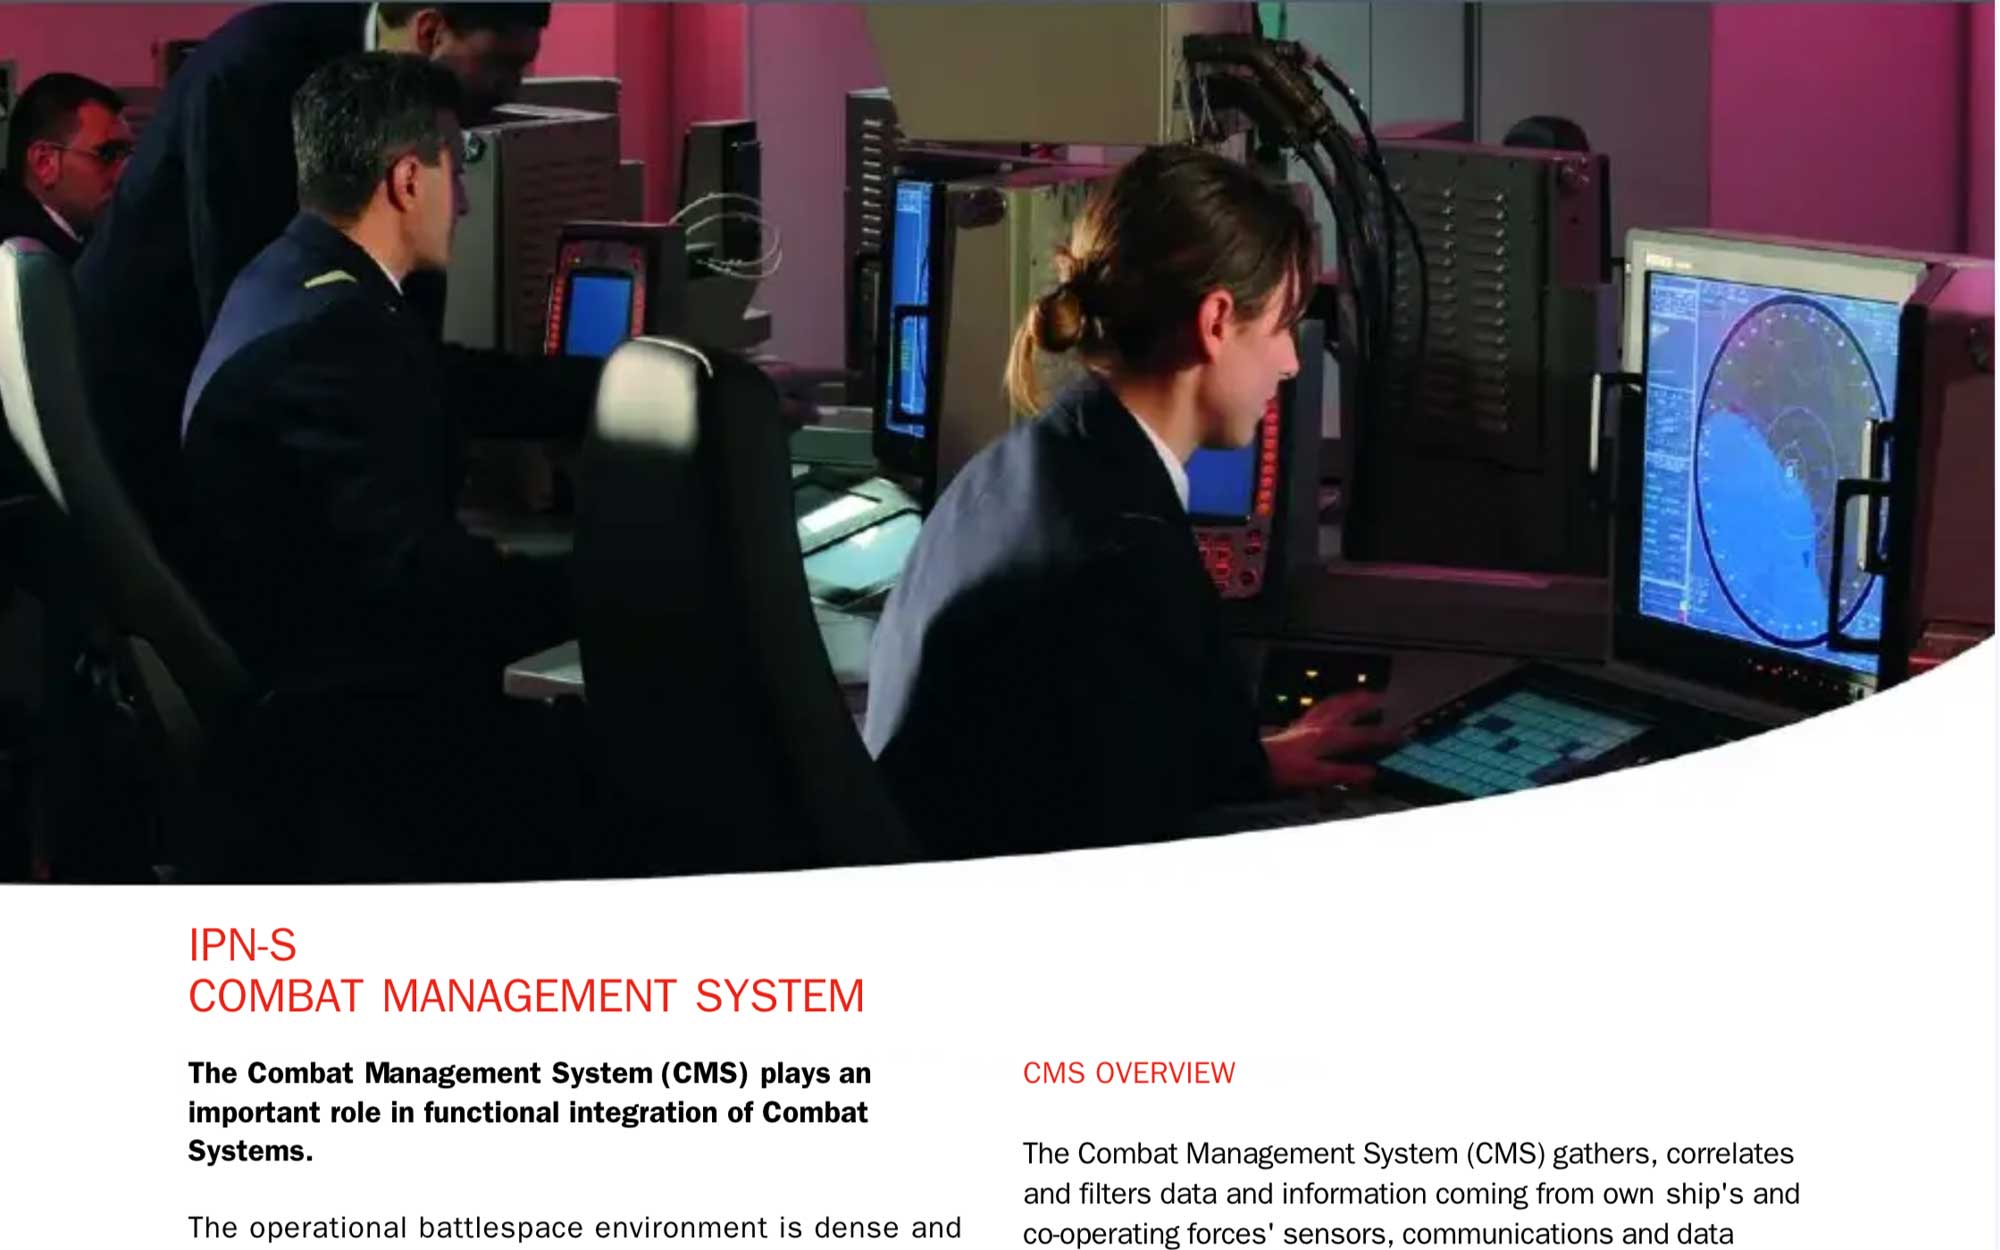 IPN-S
COMBAT MANAGEMENT SYSTEM
The Combat Management System (CMS) plays an
important role in functional integration of Combat
Systems.
The operational battlespace environment is dense and
CMS OVERVIEW
The Combat Management System (CMS) gathers, correlates
and filters data and information coming from own ship's and
co-operating forces' sensors, communications and data